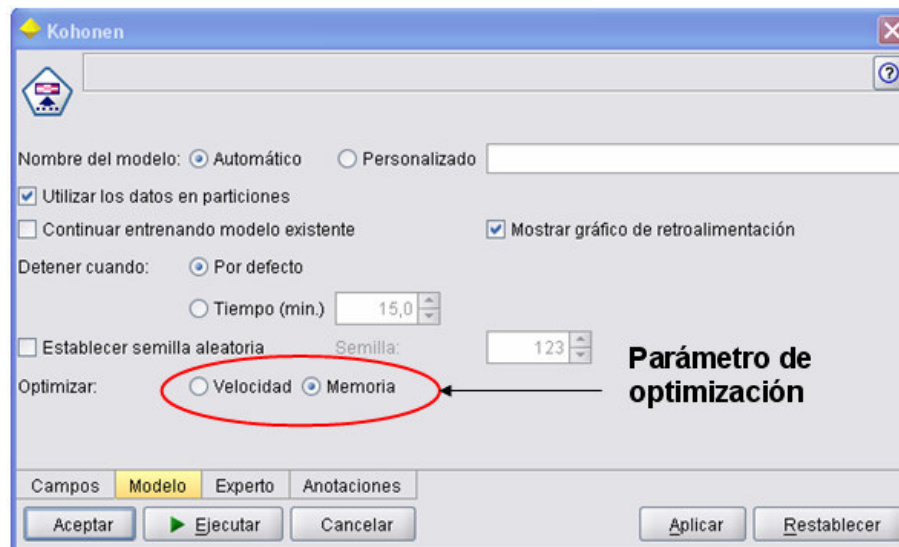 Kohonen
Nombre del modelo: Automático Personalizado
Utilizar los datos en particiones
Continuar entrenando modelo existente Mostrar gráfico de retroalimentación
Detener cuando: Por defecto
Tiempo (min.) 15,0
Establecer semilla aleatoria Semilla: 123
Optimizar: Velocidad Memoria
Parámetro de
optimización
Campos Modelo Experto Anotaciones
Aceptar Ejecutar Cancelar Aplicar Restablecer